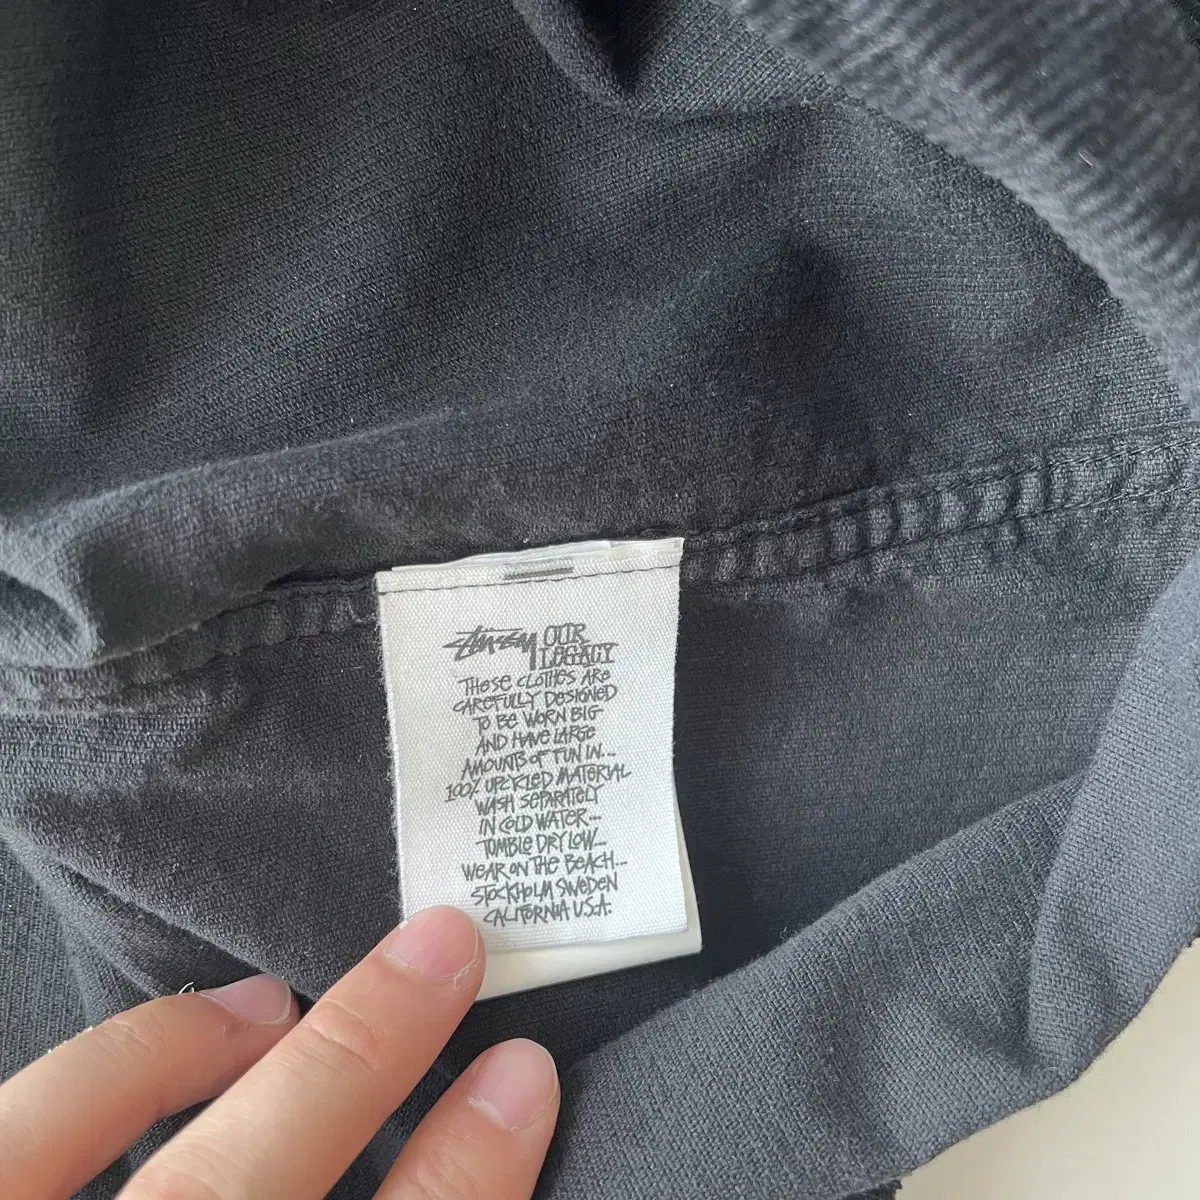 Stüssy OUR
LEGACY
THESE CLOTHES ARE
CAREFULLY DESIGNED
TO BE WORN BIG
AND HAVE LARGE
AMOUNTS OF FUN IN...
100% UPCYCLED MATERIAL
WASH SEPARATELY
IN COLD WATER...
TUMBLE DRY LOW...
WEAR ON THE BEACH...
STOCKHOLM SWEDEN
CALIFORNIA U.S.A.